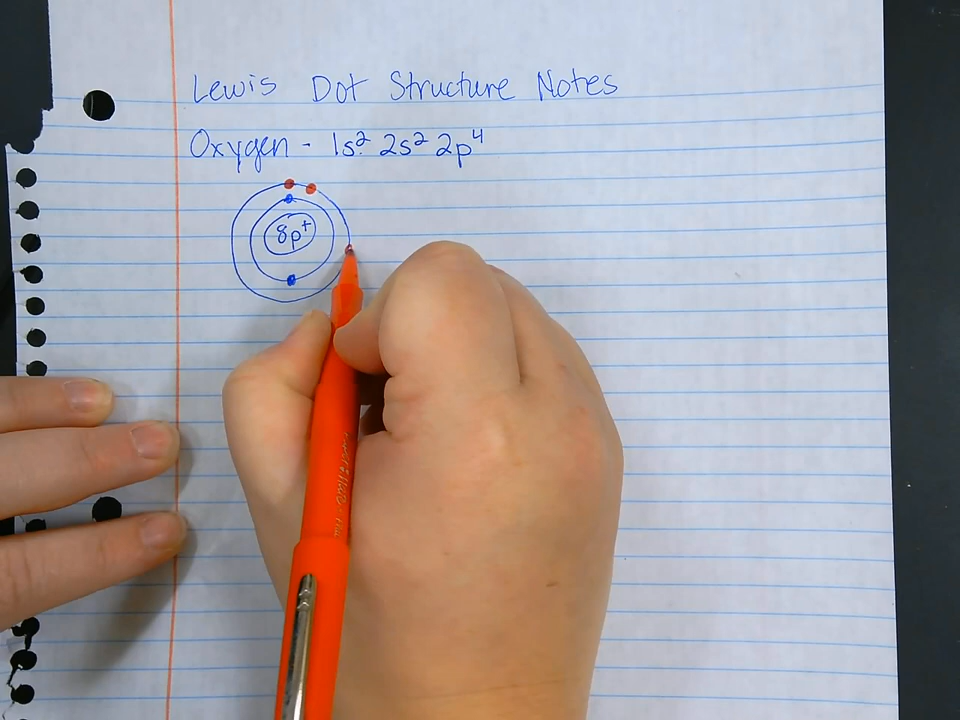 Lewis Dot Structure Notes
Oxygen - 1s² 2s² 2p⁴
8p⁺